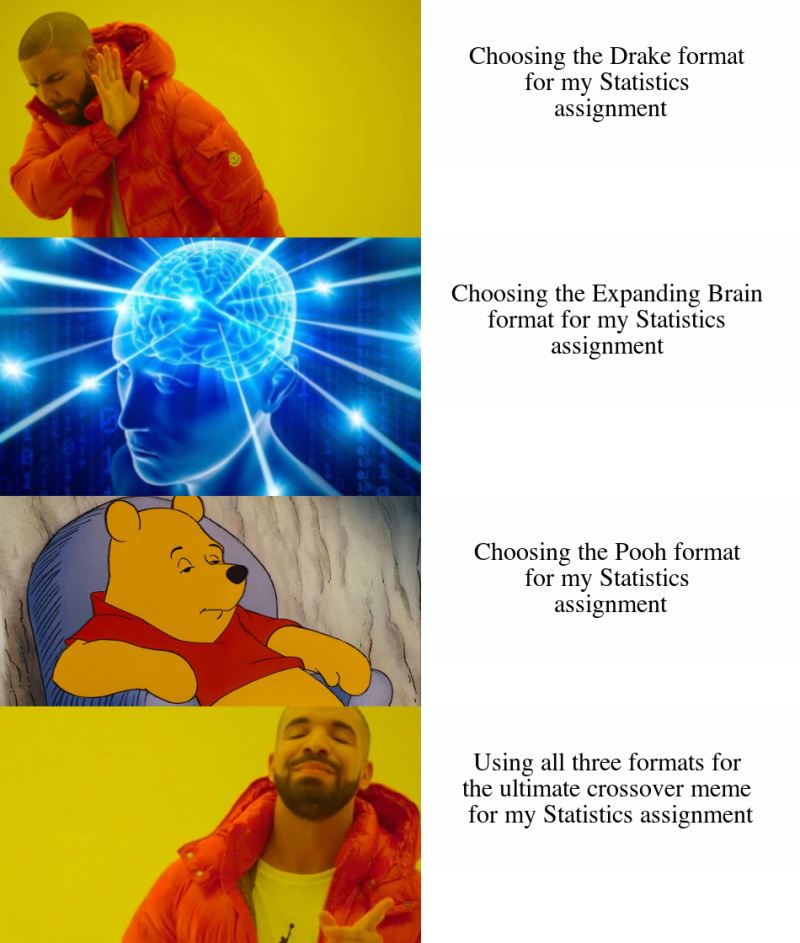 Choosing the Drake format
for my Statistics
assignment
Choosing the Expanding Brain
format for my Statistics
assignment
Choosing the Pooh format
for my Statistics
assignment
Using all three formats for
the ultimate crossover meme
for my Statistics assignment